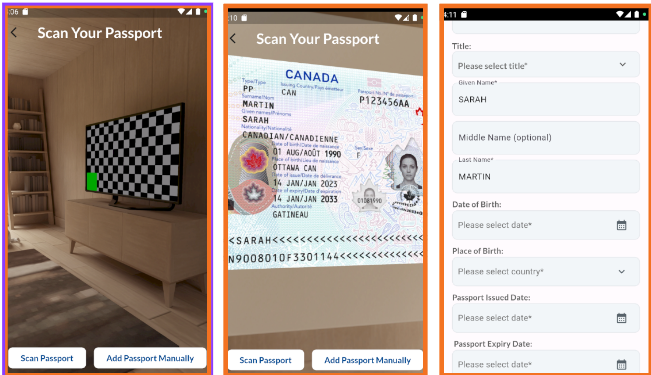 :06
Scan Your Passport
Scan Passport
Add Passport Manually
:10
Scan Your Passport
CANADA
Type/Type
Issuing Country/Pays émetteur
Passport No./N° de passeport
PP
CAN
P123456AA
Surname/Nom
MARTIN
Given names/Prénoms
SARAH
Nationality/Nationalité
CANADIAN/CANADIENNE
Date of birth/Date de naissance
01 AUG/AOÛT 1990
Sex/Sexe
F
Place of birth/Lieu de naissance
OTTAWA CAN
Date of issue/Date de délivrance
14 JAN/JAN 2023
Date of expiry/Date d'expiration
14 JAN/JAN 2033
Authority/Autorité
GATINEAU
<SARAH<<<<<<<<<<<<<<<<<<<
N9008010F3301144<<<<<<<<<
Scan Passport
Add Passport Manually
4:11
Title:
Please select title*
Given Name*
SARAH
Middle Name (optional)
Last Name*
MARTIN
Date of Birth:
Please select date*
Place of Birth:
Please select country*
Passport Issued Date:
Please select date*
Passport Expiry Date:
Please select date*